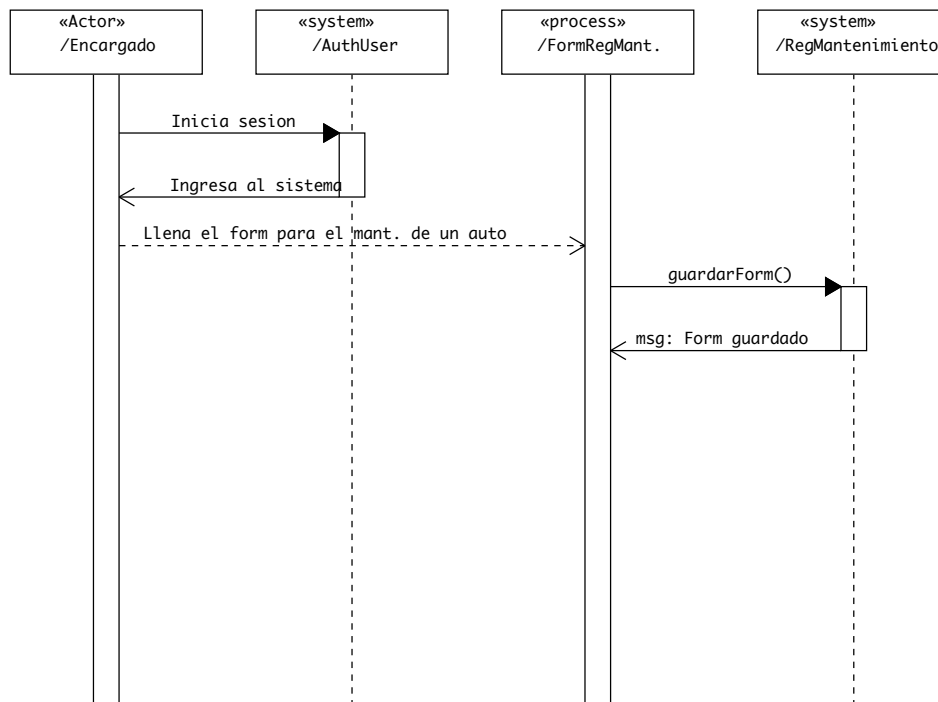 «Actor»
/Encargado
«system»
/AuthUser
«process»
/FormRegMant.
«system»
/RegMantenimiento
Inicia sesion
Ingresa al sistema
Llena el form para el mant. de un auto
guardarForm()
msg: Form guardado